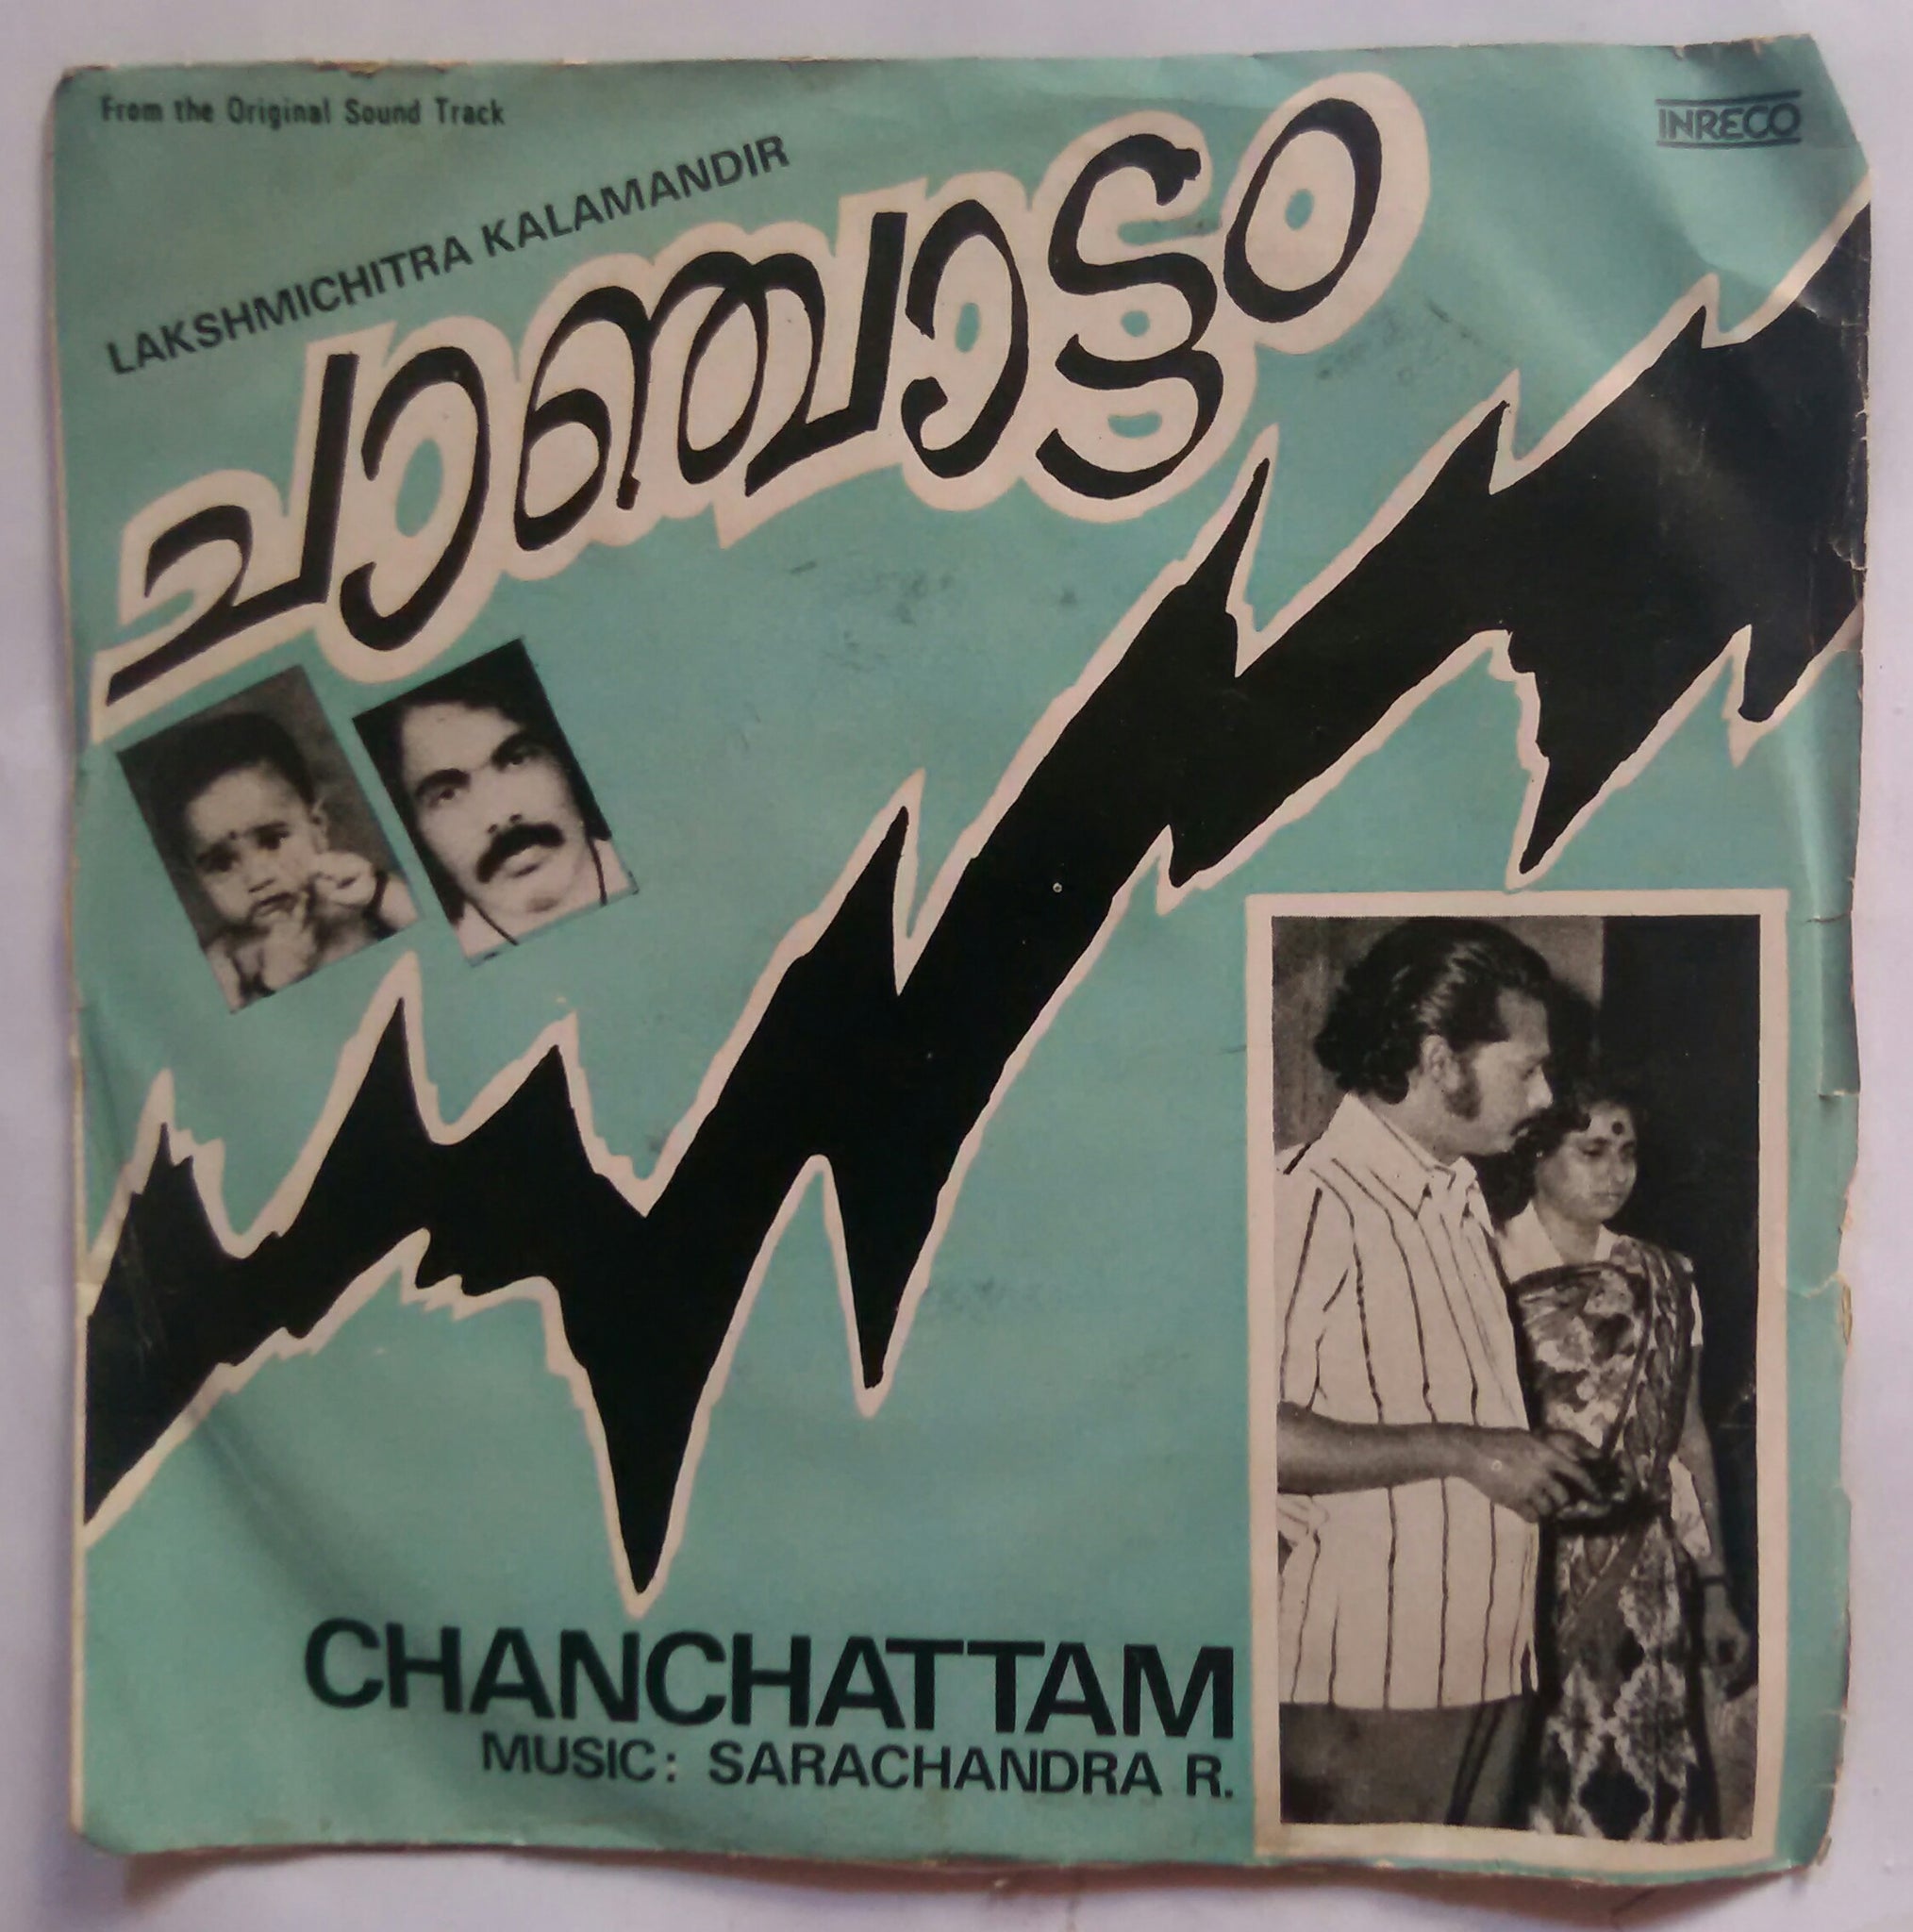 From the Original Sound Track
INRECO
LAKSHMICHITRA KALAMANDIR
ചാഞ്ചാട്ടം
CHANCHATTAM
MUSIC: SARACHANDRA R.